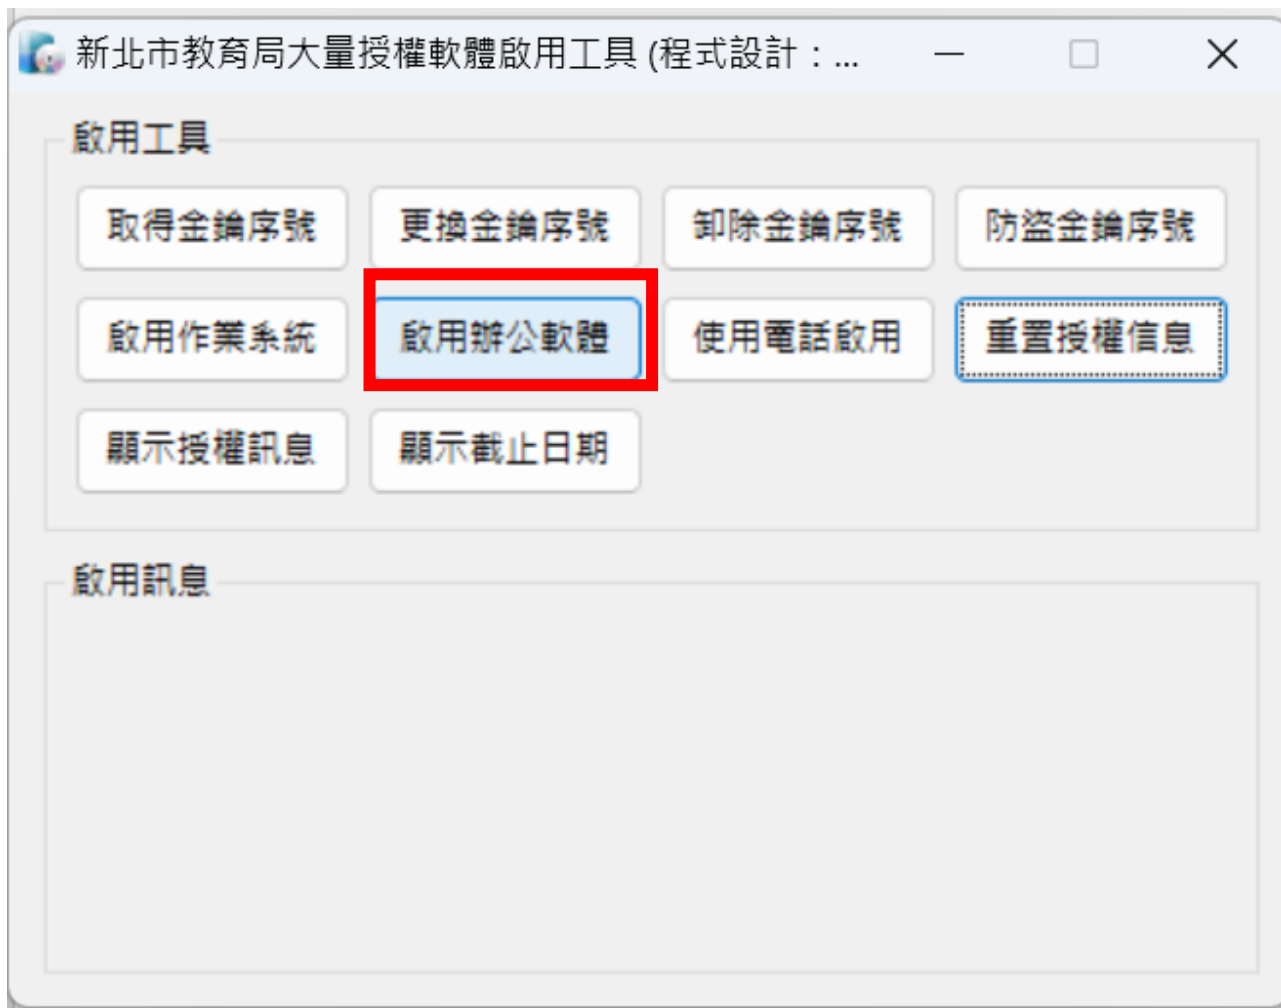 新北市教育局大量授權軟體啟用工具 (程式設計：...
啟用工具
取得金鑰序號 更換金鑰序號 卸除金鑰序號 防盜金鑰序號
啟用作業系統 啟用辦公軟體 使用電話啟用 重置授權信息
顯示授權訊息 顯示截止日期
啟用訊息